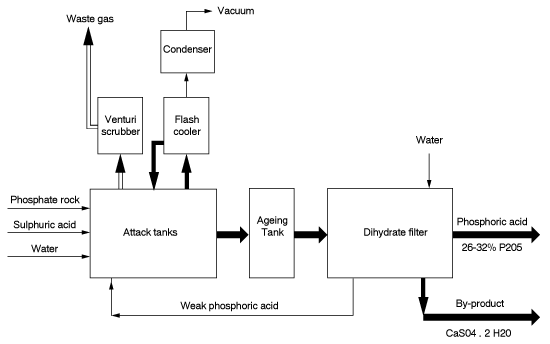 Vacuum
Waste gas
Condenser
Venturi
scrubber
Flash
cooler
Water
Phosphate rock
Sulphuric acid
Water
Attack tanks
Ageing
Tank
Dihydrate filter
Phosphoric acid
26-32% P205
Weak phosphoric acid
By-product
CaS04 . 2 H20